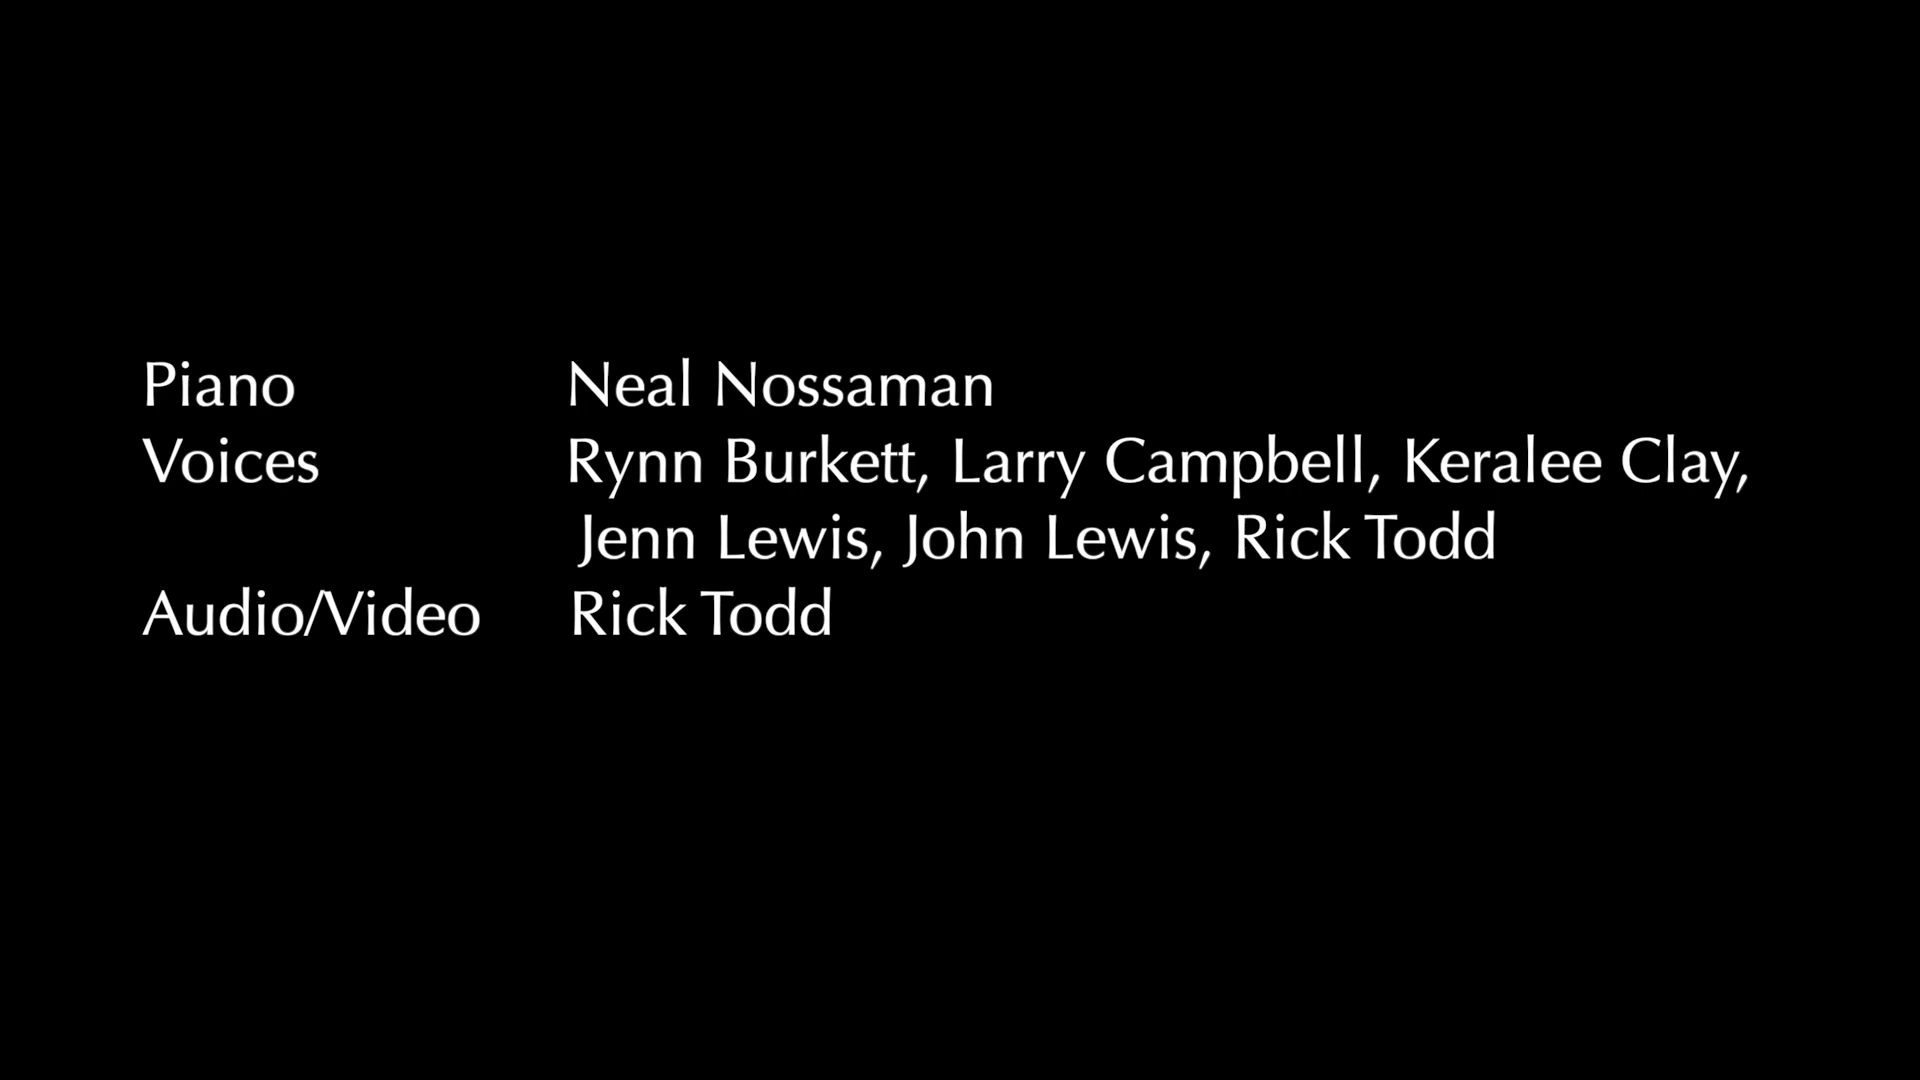 Piano Neal Nossaman
Voices Rynn Burkett, Larry Campbell, Keralee Clay,
Jenn Lewis, John Lewis, Rick Todd
Audio/Video Rick Todd